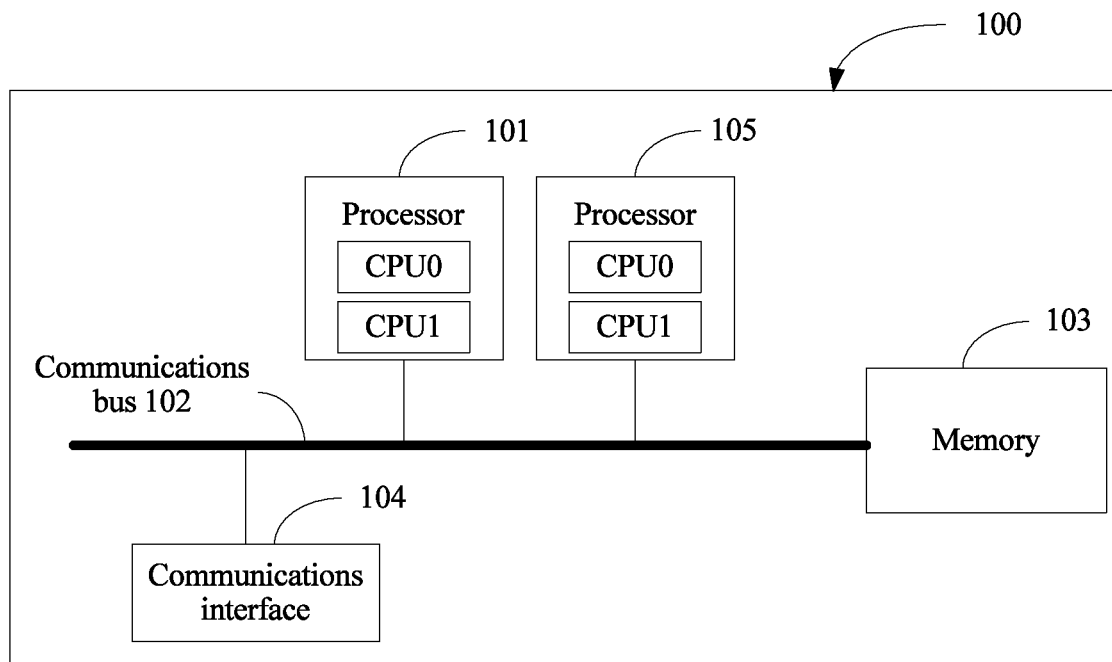 100
101
105
Processor
CPU0
CPU1
Processor
CPU0
CPU1
103
Communications
bus 102
Memory
104
Communications
interface